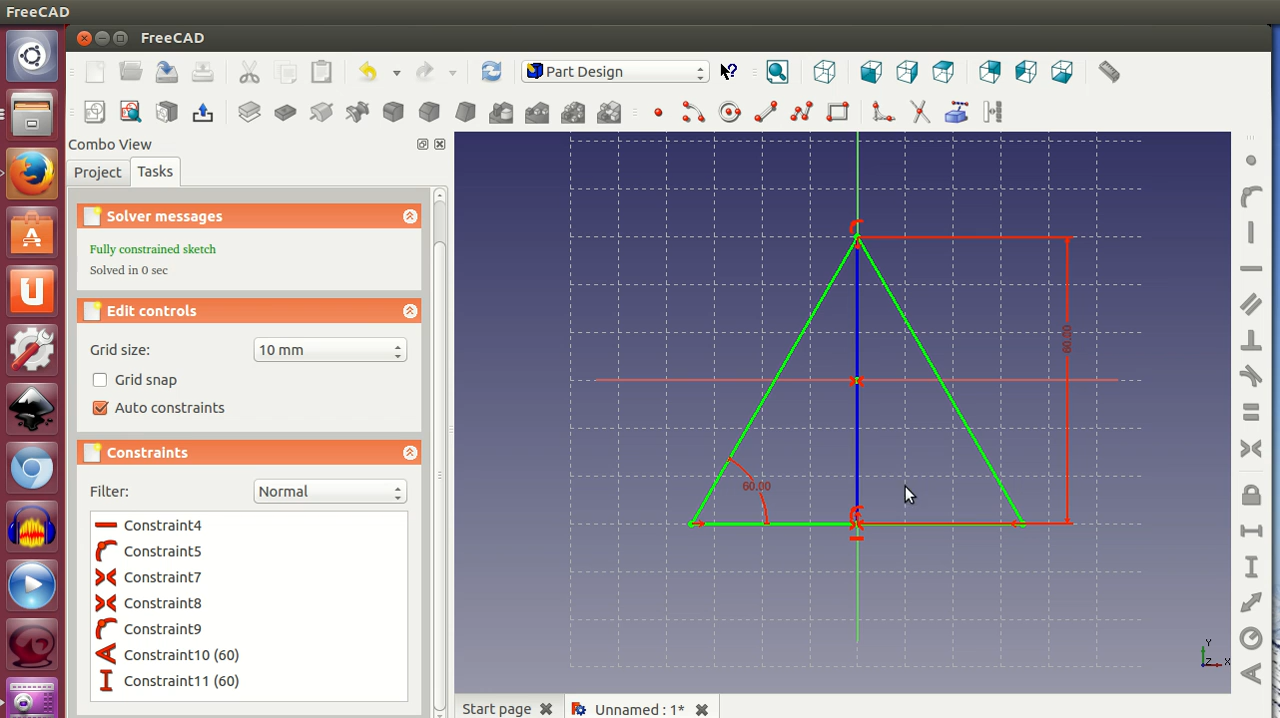 FreeCAD
FreeCAD
Part Design
Combo View
Project
Tasks
Solver messages
Fully constrained sketch
Solved in 0 sec
Edit controls
Grid size:
10 mm
Grid snap
Auto constraints
Constraints
Filter:
Normal
Constraint4
Constraint5
Constraint7
Constraint8
Constraint9
Constraint10 (60)
Constraint11 (60)
60.00
60.00
Y
Z
X
Start page
Unnamed : 1*